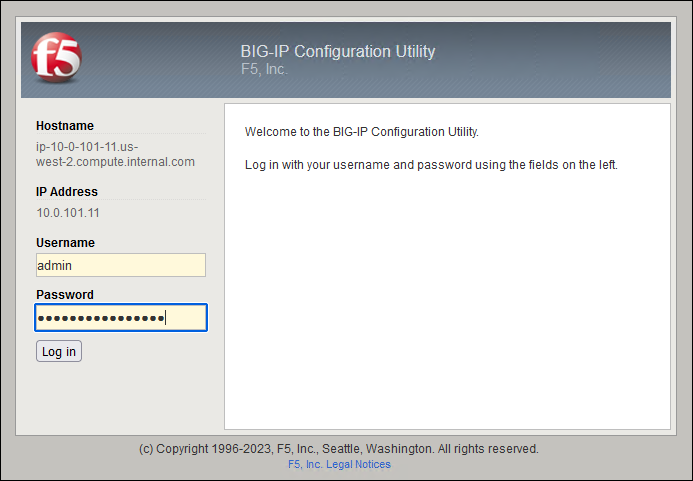 f5
BIG-IP Configuration Utility
F5, Inc.
Hostname
ip-10-0-101-11.us-
west-2.compute.internal.com
IP Address
10.0.101.11
Username
admin
Password
••••••••••••••••
Log in
Welcome to the BIG-IP Configuration Utility.
Log in with your username and password using the fields on the left.
(c) Copyright 1996-2023, F5, Inc., Seattle, Washington. All rights reserved.
F5, Inc. Legal Notices